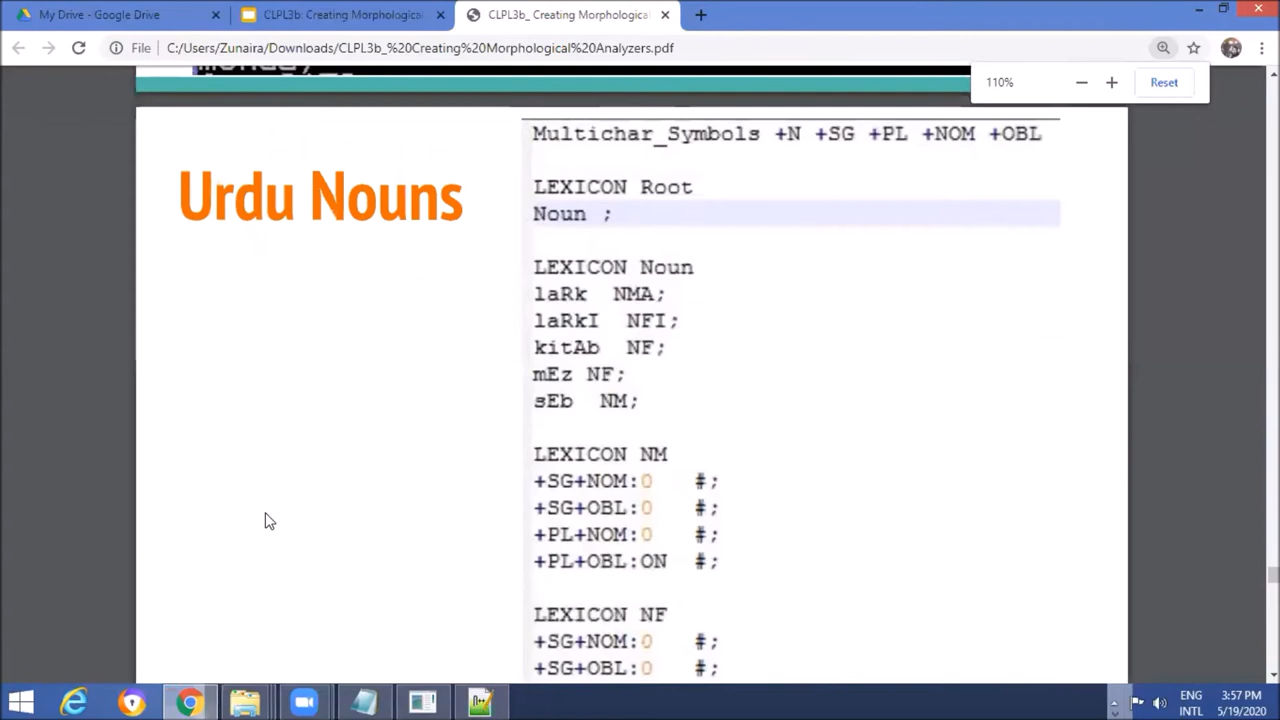 My Drive - Google Drive
CLPL3b: Creating Morphological
CLPL3b_ Creating Morphologica
File
C:/Users/Zunaira/Downloads/CLPL3b_%20Creating%20Morphological%20Analyzers.pdf
110%
Reset
Urdu Nouns
Multichar_Symbols +N +SG +PL +NOM +OBL
LEXICON Root
Noun ;
LEXICON Noun
laRk NMA;
laRkI NFI;
kitAb NF;
mEz NF;
sEb NM;
LEXICON NM
+SG+NOM:0 #;
+SG+OBL:0 #;
+PL+NOM:0 #;
+PL+OBL:ON #;
LEXICON NF
+SG+NOM:0 #;
+SG+OBL:0 #;
ENG
INTL
3:57 PM
5/19/2020